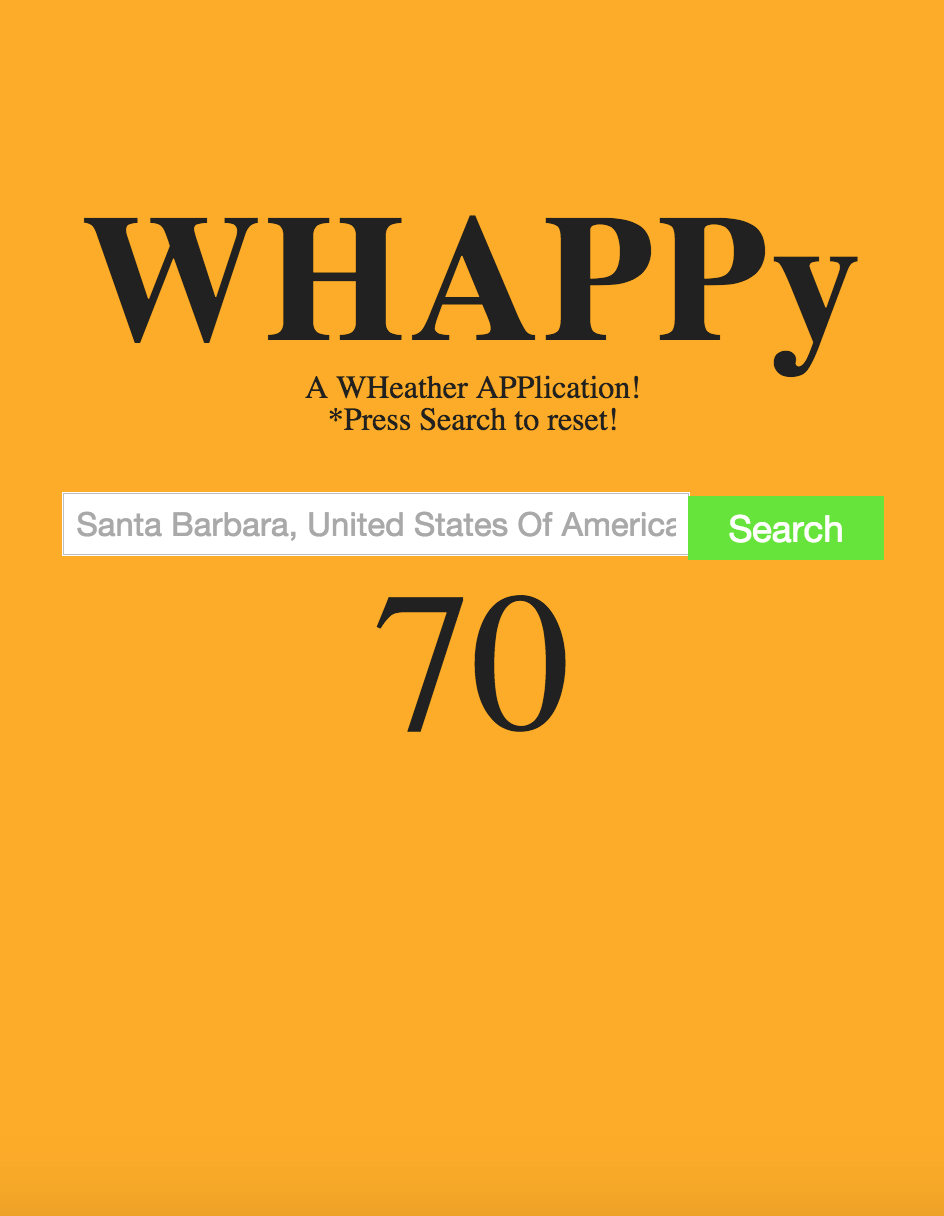 WHAPPy
A WHeather APPlication!
*Press Search to reset!
Santa Barbara, United States Of America
Search
70